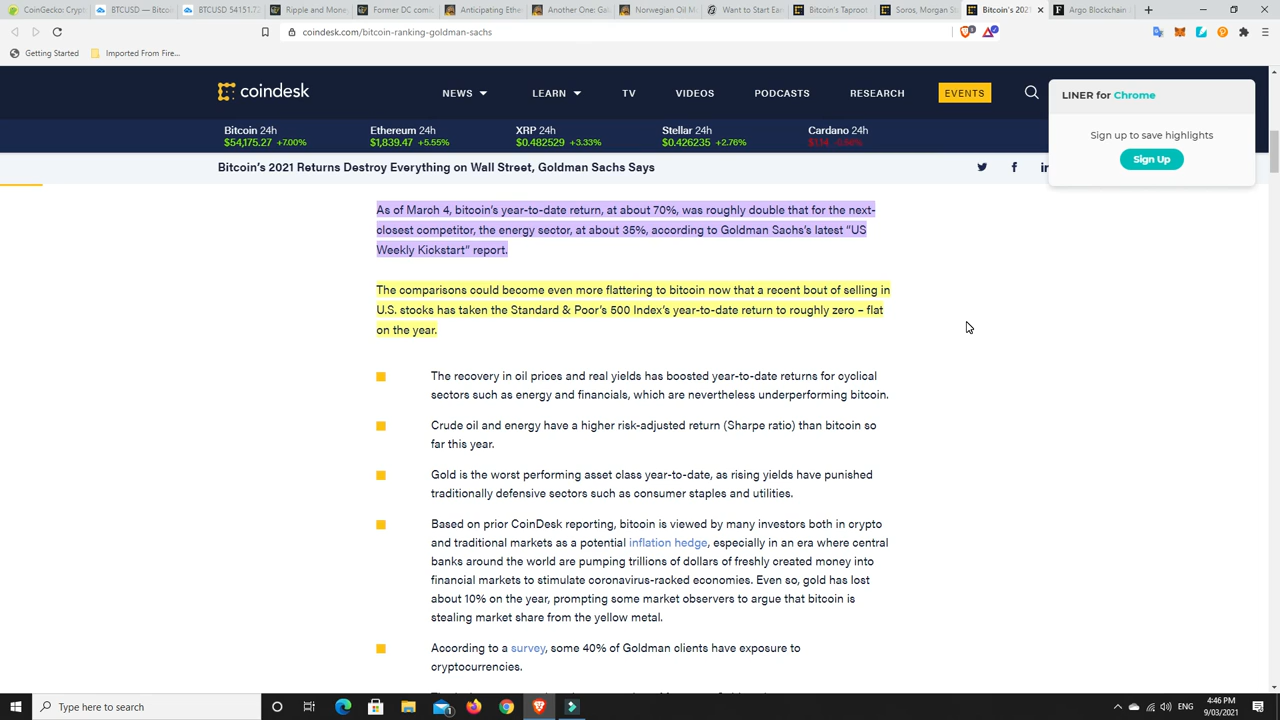 CoinGecko: Cryp
BTCUSD — Bitcoi
BTCUSD 54151.7
Ripple and Mone
Former DC comic
Anticipating Ethe
Another One: Ga
Norwegian Oil M
Want to Start Ear
Bitcoin's Taproot
Soros, Morgan St
Bitcoin's 2021
Argo Blockchain
coindesk.com/bitcoin-ranking-goldman-sachs
Getting Started
Imported From Fire...
coindesk
NEWS
LEARN
TV
VIDEOS
PODCASTS
RESEARCH
EVENTS
LINER for Chrome
Sign up to save highlights
Sign Up
Bitcoin 24h
$54,175.27 +7.00%
Ethereum 24h
$1,839.47 +5.55%
XRP 24h
$0.482529 +3.33%
Stellar 24h
$0.426235 +2.76%
Cardano 24h
Bitcoin's 2021 Returns Destroy Everything on Wall Street, Goldman Sachs Says
As of March 4, bitcoin's year-to-date return, at about 70%, was roughly double that for the next-
closest competitor, the energy sector, at about 35%, according to Goldman Sachs's latest “US
Weekly Kickstart” report.
The comparisons could become even more flattering to bitcoin now that a recent bout of selling in
U.S. stocks has taken the Standard & Poor's 500 Index's year-to-date return to roughly zero – flat
on the year.
The recovery in oil prices and real yields has boosted year-to-date returns for cyclical
sectors such as energy and financials, which are nevertheless underperforming bitcoin.
Crude oil and energy have a higher risk-adjusted return (Sharpe ratio) than bitcoin so
far this year.
Gold is the worst performing asset class year-to-date, as rising yields have punished
traditionally defensive sectors such as consumer staples and utilities.
Based on prior CoinDesk reporting, bitcoin is viewed by many investors both in crypto
and traditional markets as a potential inflation hedge, especially in an era where central
banks around the world are pumping trillions of dollars of freshly created money into
financial markets to stimulate coronavirus-racked economies. Even so, gold has lost
about 10% on the year, prompting some market observers to argue that bitcoin is
stealing market share from the yellow metal.
According to a survey, some 40% of Goldman clients have exposure to
cryptocurrencies.
Type here to search
ENG
4:46 PM
9/03/2021